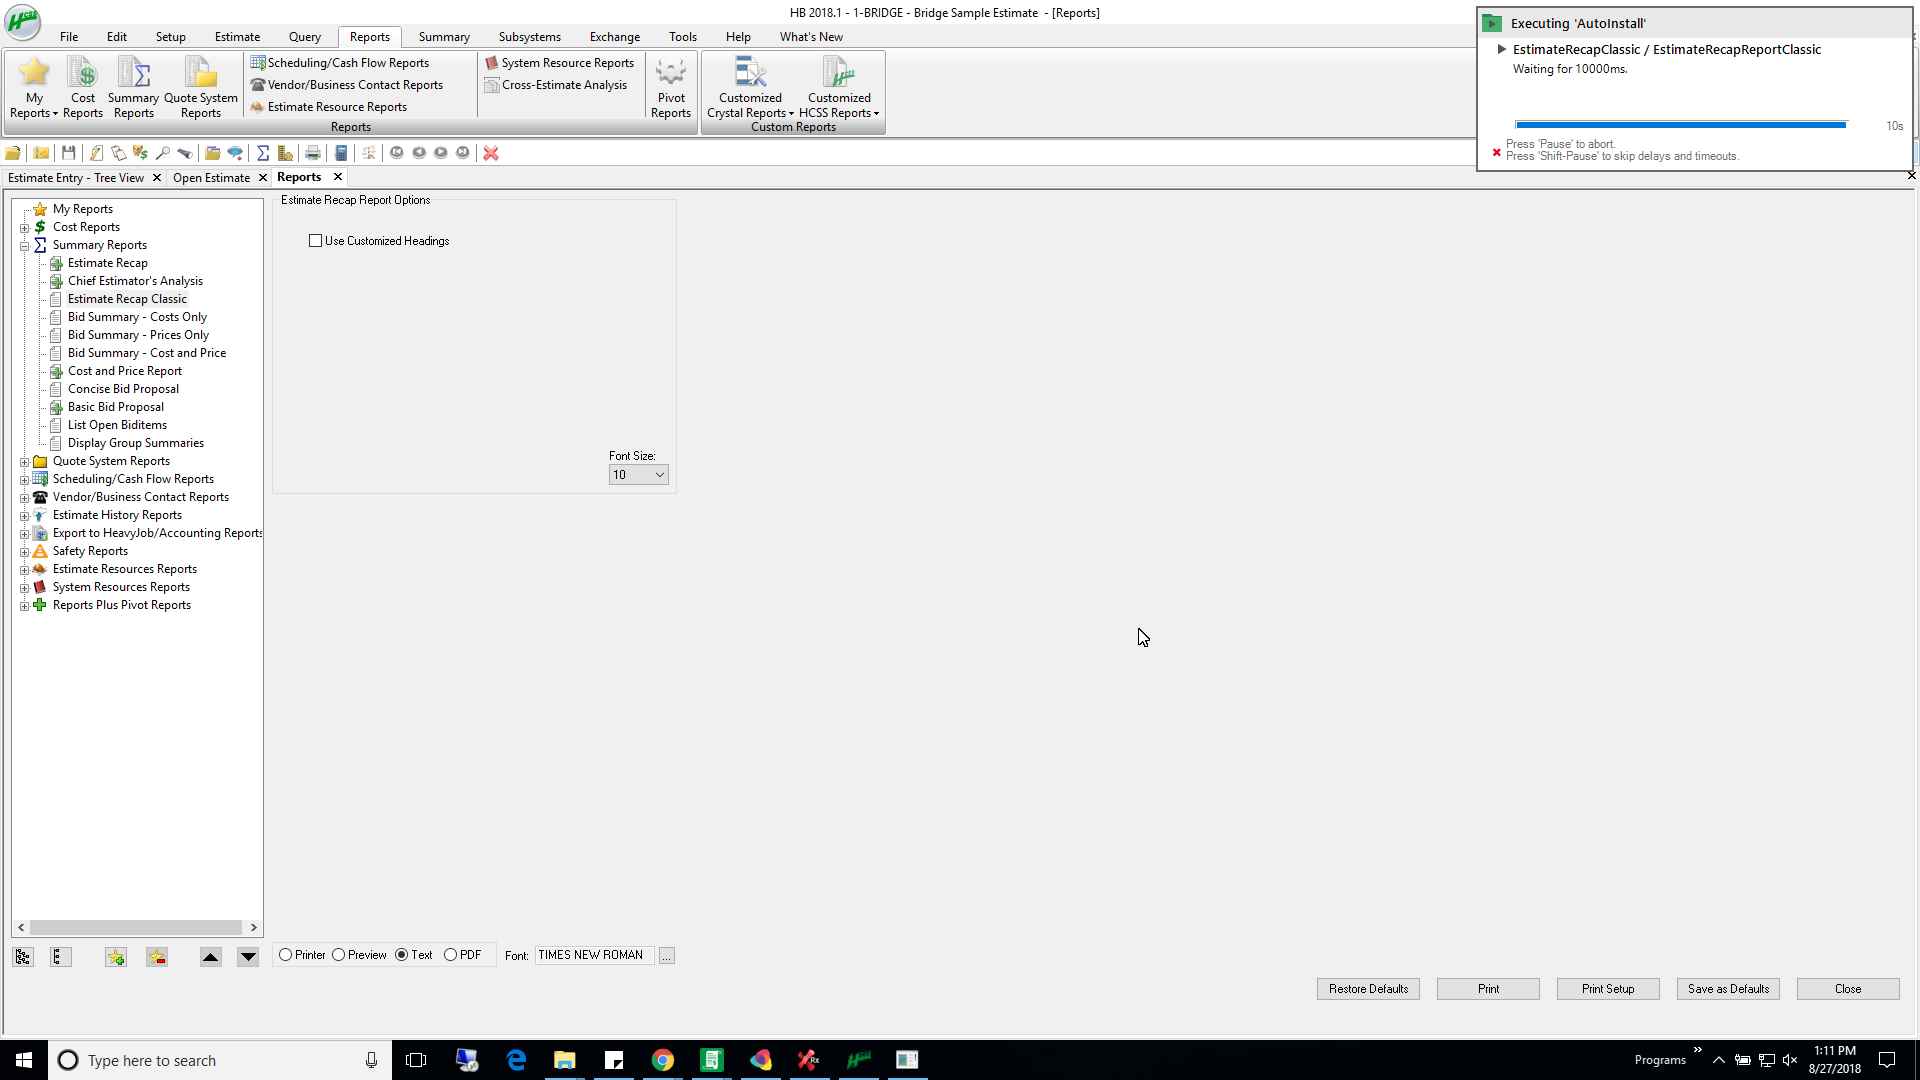 HB 2018.1 - 1-BRIDGE - Bridge Sample Estimate - [Reports]
File Edit Setup Estimate Query Reports Summary Subsystems Exchange Tools Help What's New
My Reports
Cost Reports
Summary Reports
Quote System Reports
Scheduling/Cash Flow Reports
Vendor/Business Contact Reports
Estimate Resource Reports
System Resource Reports
Cross-Estimate Analysis
Pivot Reports
Reports
Customized Crystal Reports
Customized HCSS Reports
Custom Reports
Executing 'AutoInstall'
EstimateRecapClassic / EstimateRecapReportClassic
Waiting for 10000ms.
10s
Press 'Pause' to abort.
Press 'Shift-Pause' to skip delays and timeouts.
Estimate Entry - Tree View Open Estimate Reports
My Reports
Cost Reports
Summary Reports
Estimate Recap
Chief Estimator's Analysis
Estimate Recap Classic
Bid Summary - Costs Only
Bid Summary - Prices Only
Bid Summary - Cost and Price
Cost and Price Report
Concise Bid Proposal
Basic Bid Proposal
List Open Biditems
Display Group Summaries
Quote System Reports
Scheduling/Cash Flow Reports
Vendor/Business Contact Reports
Estimate History Reports
Export to HeavyJob/Accounting Reports
Safety Reports
Estimate Resources Reports
System Resources Reports
Reports Plus Pivot Reports
Estimate Recap Report Options
Use Customized Headings
Font Size:
10
Printer Preview Text PDF Font: TIMES NEW ROMAN ...
Restore Defaults Print Print Setup Save as Defaults Close
Type here to search
Programs
1:11 PM
8/27/2018